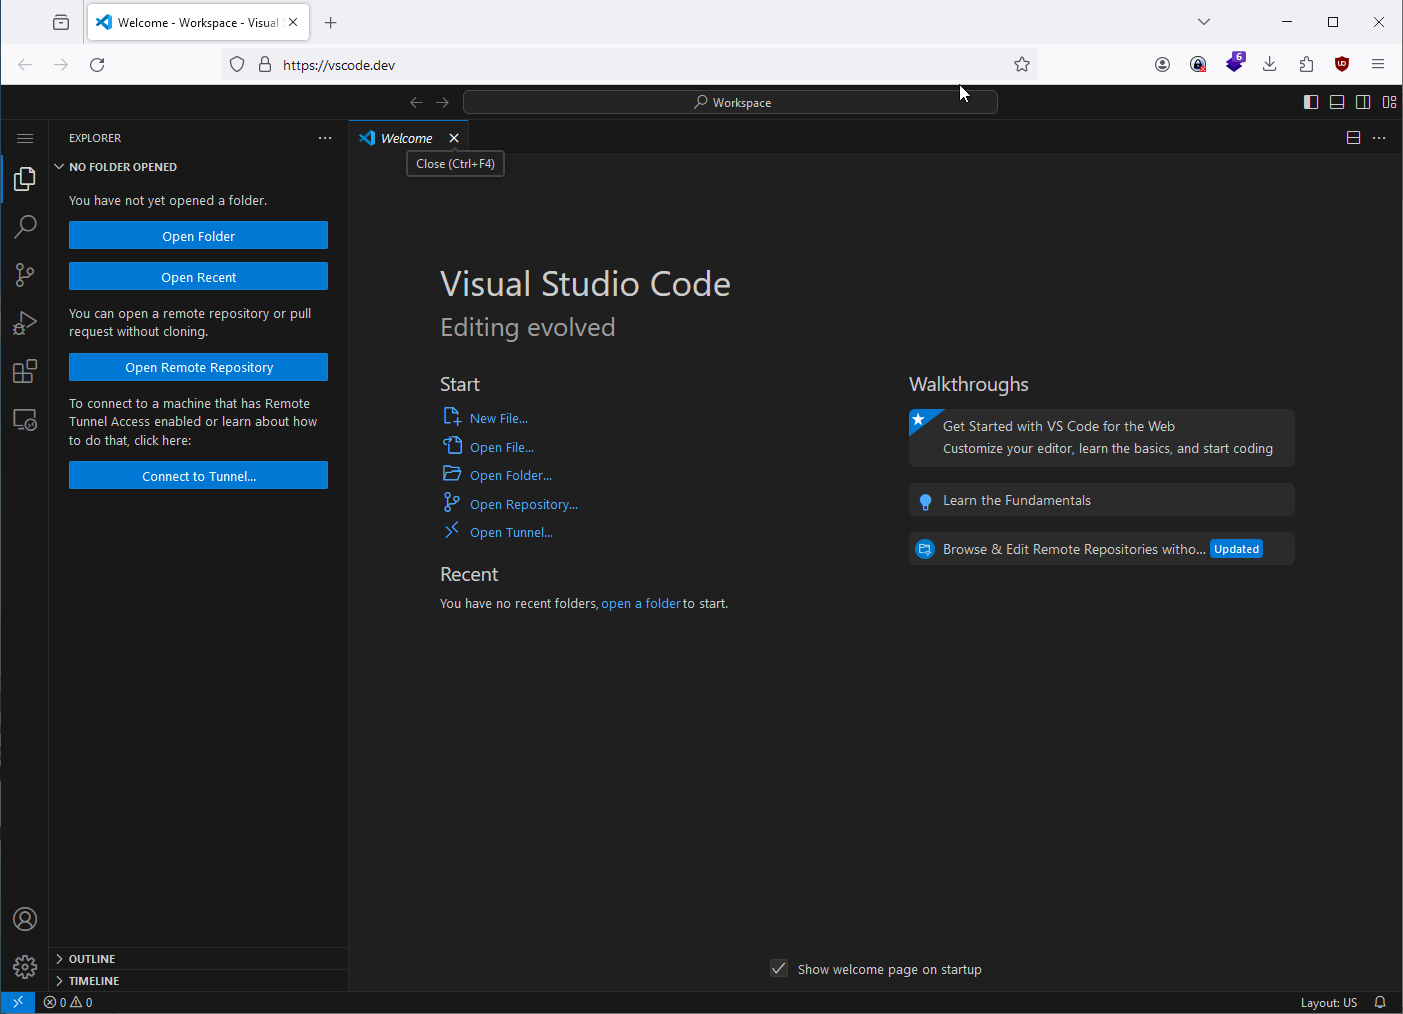 Welcome - Workspace - Visual
https://vscode.dev
6
Workspace
EXPLORER
NO FOLDER OPENED
You have not yet opened a folder.
Open Folder
Open Recent
You can open a remote repository or pull
request without cloning.
Open Remote Repository
To connect to a machine that has Remote
Tunnel Access enabled or learn about how
to do that, click here:
Connect to Tunnel...
OUTLINE
TIMELINE
Welcome
Close (Ctrl+F4)
Visual Studio Code
Editing evolved
Start
New File...
Open File...
Open Folder...
Open Repository...
Open Tunnel...
Recent
You have no recent folders, open a folder to start.
Walkthroughs
Get Started with VS Code for the Web
Customize your editor, learn the basics, and start coding
Learn the Fundamentals
Browse & Edit Remote Repositories witho... Updated
Show welcome page on startup
0 0
Layout: US